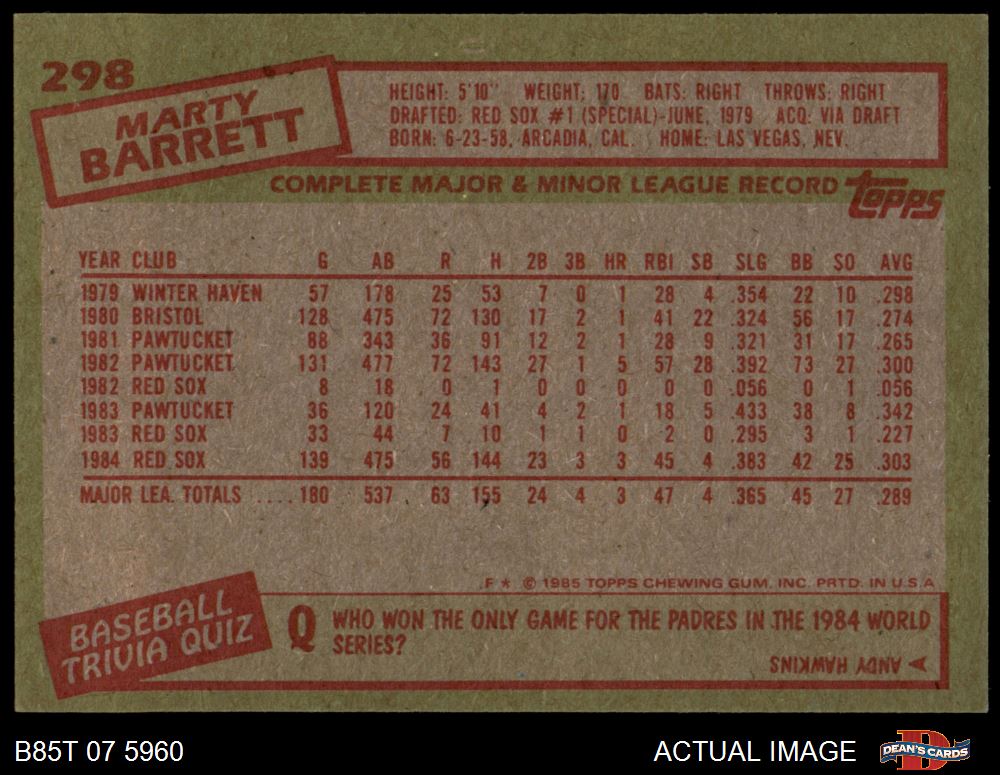 298
MARTY
BARRETT
HEIGHT: 5'10" WEIGHT: 170 BATS: RIGHT THROWS: RIGHT
DRAFTED: RED SOX #1 (SPECIAL)-JUNE, 1979 ACQ: VIA DRAFT
BORN: 6-23-58, ARCADIA, CAL. HOME: LAS VEGAS, NEV.
COMPLETE MAJOR & MINOR LEAGUE RECORD
topps
YEAR CLUB G AB R H 2B 3B HR RBI SB SLG BB SO AVG
1979 WINTER HAVEN 57 178 25 53 7 0 1 28 4 .354 22 10 .298
1980 BRISTOL 128 475 72 130 17 2 1 41 22 .324 56 17 .274
1981 PAWTUCKET 88 343 36 91 12 2 1 28 9 .321 31 17 .265
1982 PAWTUCKET 131 477 72 143 27 1 5 57 28 .392 73 27 .300
1982 RED SOX 8 18 0 1 0 0 0 0 0 .056 0 1 .056
1983 PAWTUCKET 36 120 24 41 4 2 1 18 5 .433 38 8 .342
1983 RED SOX 33 44 7 10 1 1 0 2 0 .295 3 1 .227
1984 RED SOX 139 475 56 144 23 3 3 45 4 .383 42 25 .303
MAJOR LEA. TOTALS .... 180 537 63 155 24 4 3 47 4 .365 45 27 .289
F * © 1985 TOPPS CHEWING GUM, INC. PRTD. IN U.S.A
BASEBALL
TRIVIA QUIZ
Q WHO WON THE ONLY GAME FOR THE PADRES IN THE 1984 WORLD
SERIES?
A ANDY HAWKINS
B85T 07 5960
ACTUAL IMAGE
D
DEAN'S CARDS